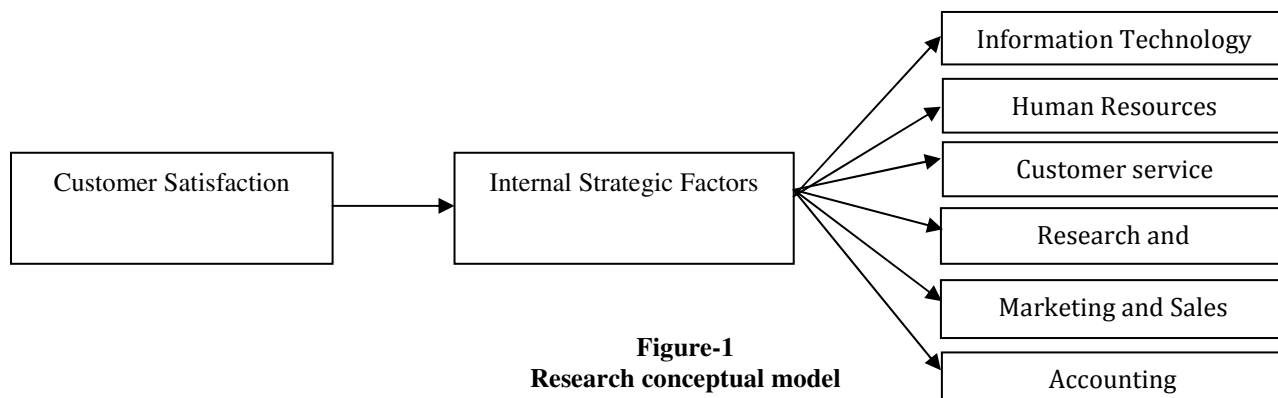 Information Technology
Human Resources
Customer Satisfaction
Internal Strategic Factors
Customer service
Research and
Marketing and Sales
Accounting
Figure-1
Research conceptual model